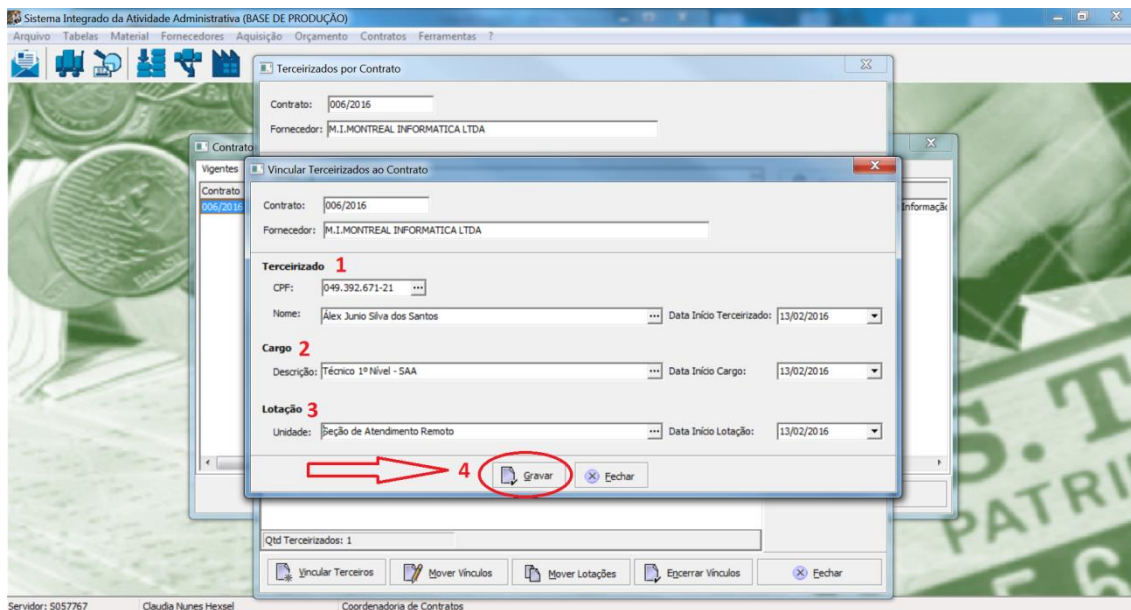 Sistema Integrado da Atividade Administrativa (BASE DE PRODUÇÃO)
Arquivo Tabelas Material Fornecedores Aquisição Orçamento Contratos Ferramentas ?
Terceirizados por Contrato
Contrato: 006/2016
Fornecedor: M.I.MONTREAL INFORMATICA LTDA
Contrato
Vigentes
Contrato
006/2016
Informaçãc
Vincular Terceirizados ao Contrato
Contrato: 006/2016
Fornecedor: M.I.MONTREAL INFORMATICA LTDA
Terceirizado 1
CPF: 049.392.671-21 ...
Nome: Álex Junio Silva dos Santos ... Data Início Terceirizado: 13/02/2016
Cargo 2
Descrição: Técnico 1º Nível - SAA ... Data Início Cargo: 13/02/2016
Lotação 3
Unidade: Seção de Atendimento Remoto ... Data Início Lotação: 13/02/2016
4 Gravar Fechar
Qtd Terceirizados: 1
Vincular Terceiros Mover Vínculos Mover Lotações Encerrar Vínculos Fechar
S.T
PATRI
5 6
Servidor: S057767 Claudia Nunes Hexsel Coordenadoria de Contratos